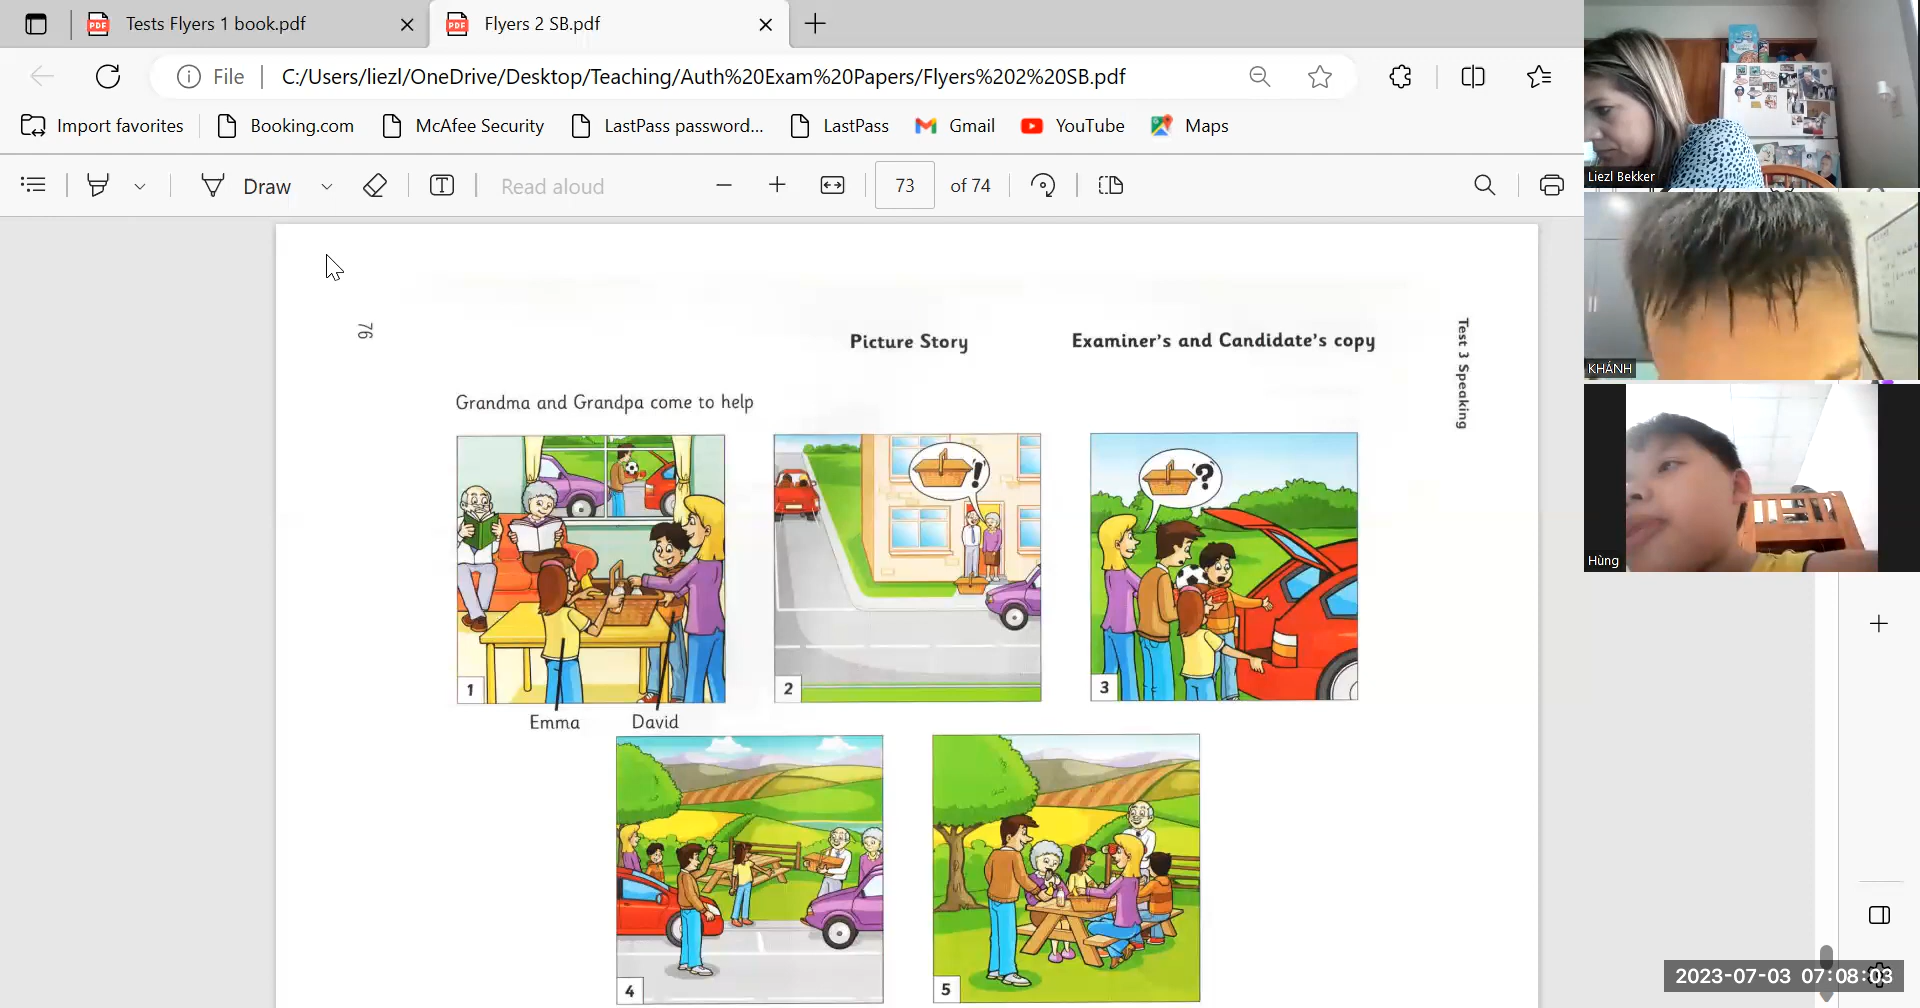 Tests Flyers 1 book.pdf
Flyers 2 SB.pdf
File
C:/Users/liezl/OneDrive/Desktop/Teaching/Auth%20Exam%20Papers/Flyers%202%20SB.pdf
Import favorites
Booking.com
McAfee Security
LastPass password...
LastPass
Gmail
YouTube
Maps
Draw
Read aloud
73
of 74
76
Picture Story
Examiner's and Candidate's copy
Test 3 Speaking
Grandma and Grandpa come to help
!
?
1
2
3
Emma
David
4
5
Liezl Bekker
KHÁNH
Hùng
2023-07-03 07:08:03